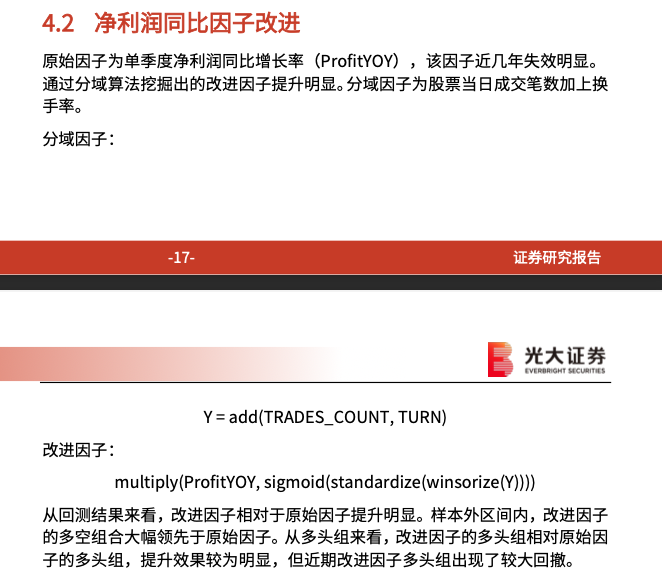 4.2 净利润同比因子改进
原始因子为单季度净利润同比增长率（ProfitYOY），该因子近几年失效明显。
通过分域算法挖掘出的改进因子提升明显。分域因子为股票当日成交笔数加上换
手率。
分域因子：
-17- 证券研究报告
光大证券
EVERBRIGHT SECURITIES
Y = add(TRADES_COUNT, TURN)
改进因子：
multiply(ProfitYOY, sigmoid(standardize(winsorize(Y))))
从回测结果来看，改进因子相对于原始因子提升明显。样本外区间内，改进因子
的多空组合大幅领先于原始因子。从多头组来看，改进因子的多头组相对原始因
子的多头组，提升效果较为明显，但近期改进因子多头组出现了较大回撤。